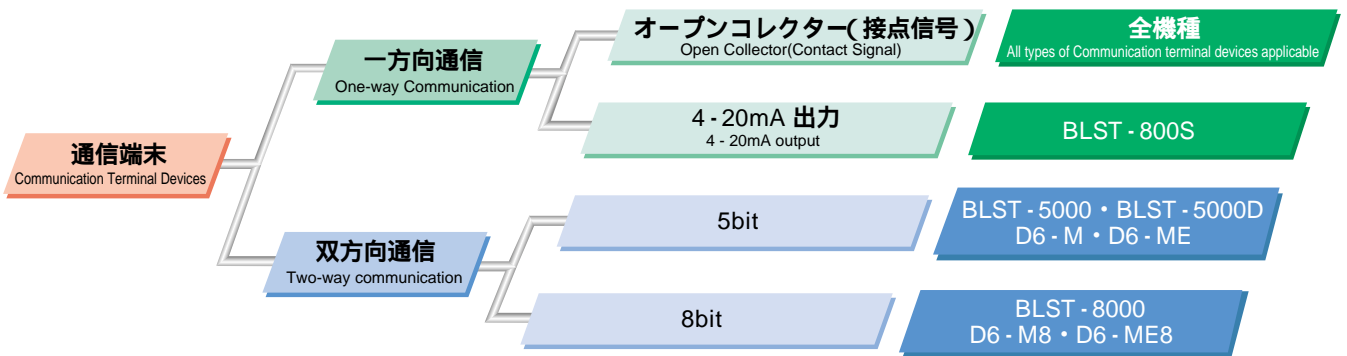 通信端末
Communication Terminal Devices
一方向通信
One-way Communication
オープンコレクター(接点信号)
Open Collector(Contact Signal)
全機種
All types of Communication terminal devices applicable
4 - 20mA 出力
4 - 20mA output
BLST - 800S
双方向通信
Two-way communication
5bit
BLST - 5000・BLST - 5000D
D6 - M・D6 - ME
8bit
BLST - 8000
D6 - M8・D6 - ME8